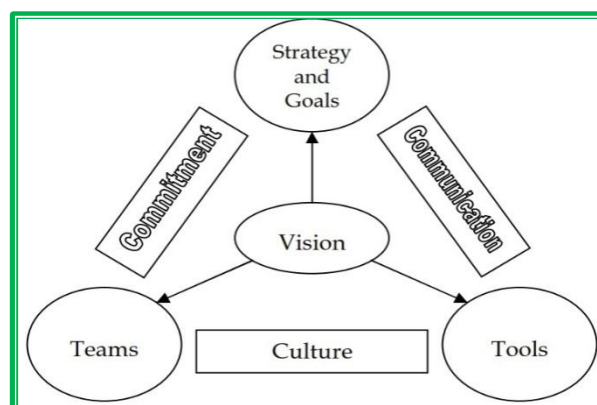 Strategy
and
Goals
Commitment
Communication
Vision
Teams
Culture
Tools